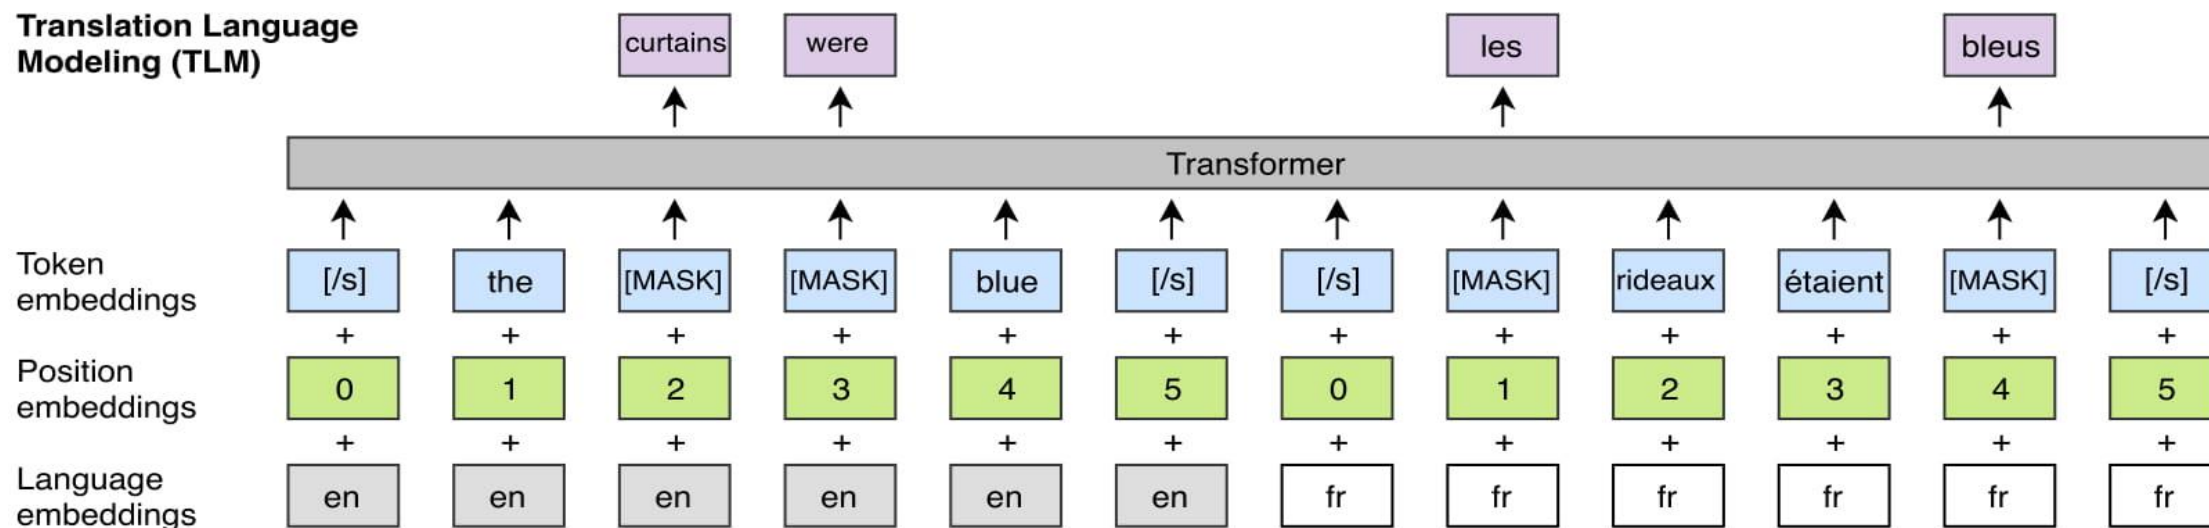 Translation Language
Modeling (TLM)
curtains were les bleus
Transformer
Token
embeddings
[/s] the [MASK] [MASK] blue [/s] [/s] [MASK] rideaux étaient [MASK] [/s]
+ + + + + + + + + + + +
Position
embeddings
0 1 2 3 4 5 0 1 2 3 4 5
+ + + + + + + + + + + +
Language
embeddings
en en en en en en fr fr fr fr fr fr